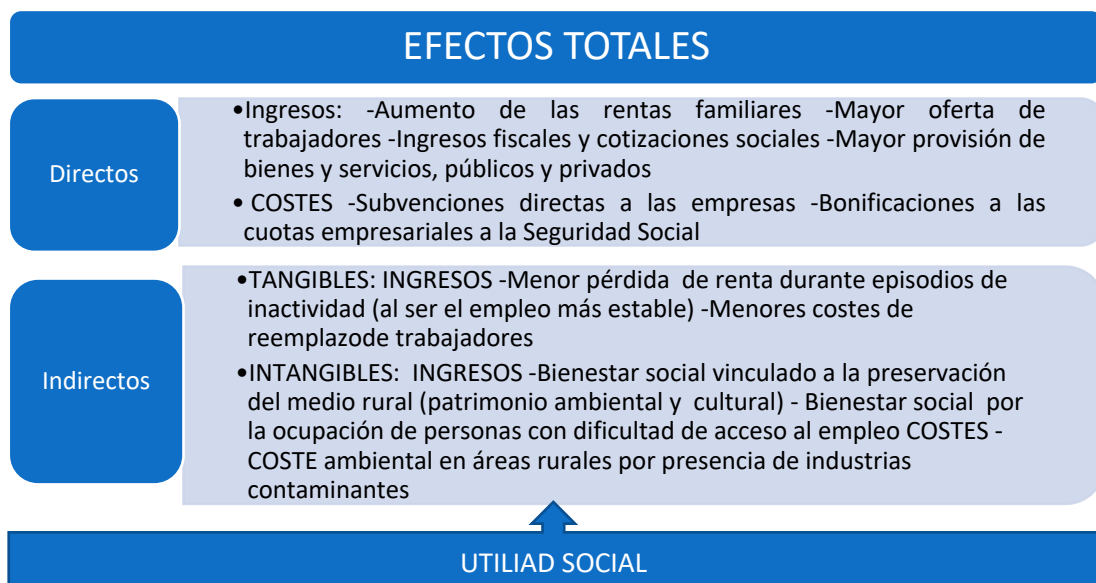 EFECTOS TOTALES
Directos
•Ingresos: -Aumento de las rentas familiares -Mayor oferta de
trabajadores -Ingresos fiscales y cotizaciones sociales -Mayor provisión de
bienes y servicios, públicos y privados
• COSTES -Subvenciones directas a las empresas -Bonificaciones a las
cuotas empresariales a la Seguridad Social
Indirectos
•TANGIBLES: INGRESOS -Menor pérdida de renta durante episodios de
inactividad (al ser el empleo más estable) -Menores costes de
reemplazode trabajadores
•INTANGIBLES: INGRESOS -Bienestar social vinculado a la preservación
del medio rural (patrimonio ambiental y cultural) - Bienestar social por
la ocupación de personas con dificultad de acceso al empleo COSTES -
COSTE ambiental en áreas rurales por presencia de industrias
contaminantes
UTILIAD SOCIAL